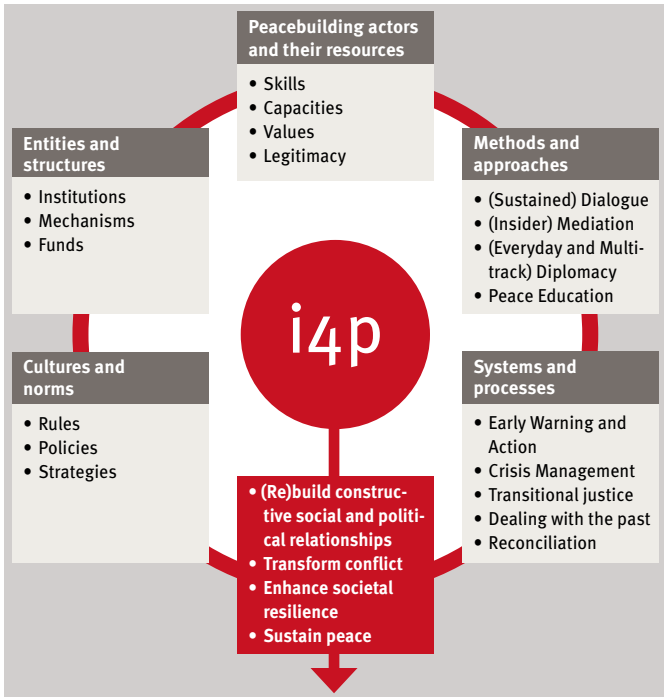 Peacebuilding actors
and their resources
• Skills
• Capacities
• Values
• Legitimacy
Entities and
structures
• Institutions
• Mechanisms
• Funds
Methods and
approaches
• (Sustained) Dialogue
• (Insider) Mediation
• (Everyday and Multi-
track) Diplomacy
• Peace Education
i4p
Cultures and
norms
• Rules
• Policies
• Strategies
Systems and
processes
• Early Warning and
Action
• Crisis Management
• Transitional justice
• Dealing with the past
• Reconciliation
• (Re)build construc-
tive social and politi-
cal relationships
• Transform conflict
• Enhance societal
resilience
• Sustain peace